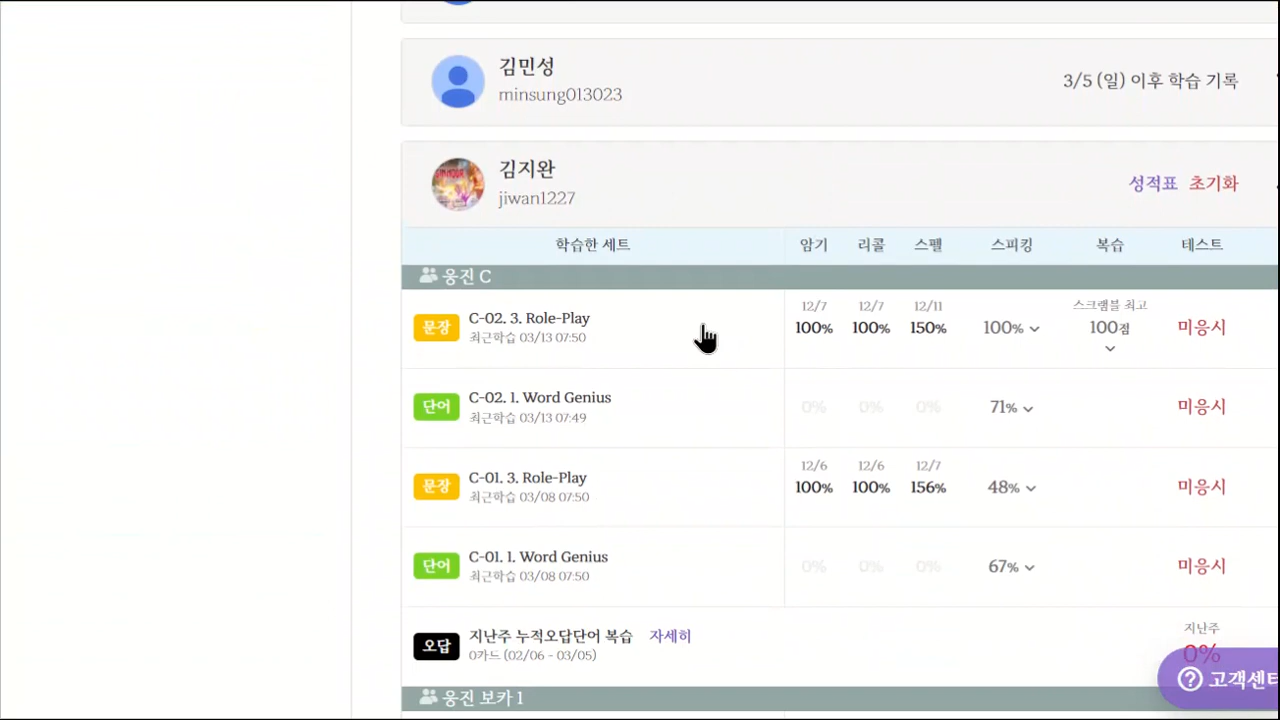 김민성
minsung013023
3/5 (일) 이후 학습 기록
김지완
jiwan1227
성적표 초기화
학습한 세트 암기 리콜 스펠 스피킹 복습 테스트
웅진 C
문장 C-02. 3. Role-Play
최근학습 03/13 07:50
12/7 12/7 12/11 스크램블 최고
100% 100% 150% 100% 100점 미응시
단어 C-02. 1. Word Genius
최근학습 03/13 07:49
0% 0% 0% 71% 미응시
문장 C-01. 3. Role-Play
최근학습 03/08 07:50
12/6 12/6 12/7
100% 100% 156% 48% 미응시
단어 C-01. 1. Word Genius
최근학습 03/08 07:50
0% 0% 0% 67% 미응시
오답 지난주 누적오답단어 복습 자세히
0카드 (02/06 - 03/05)
지난주
0%
고객센터
웅진 보카 1